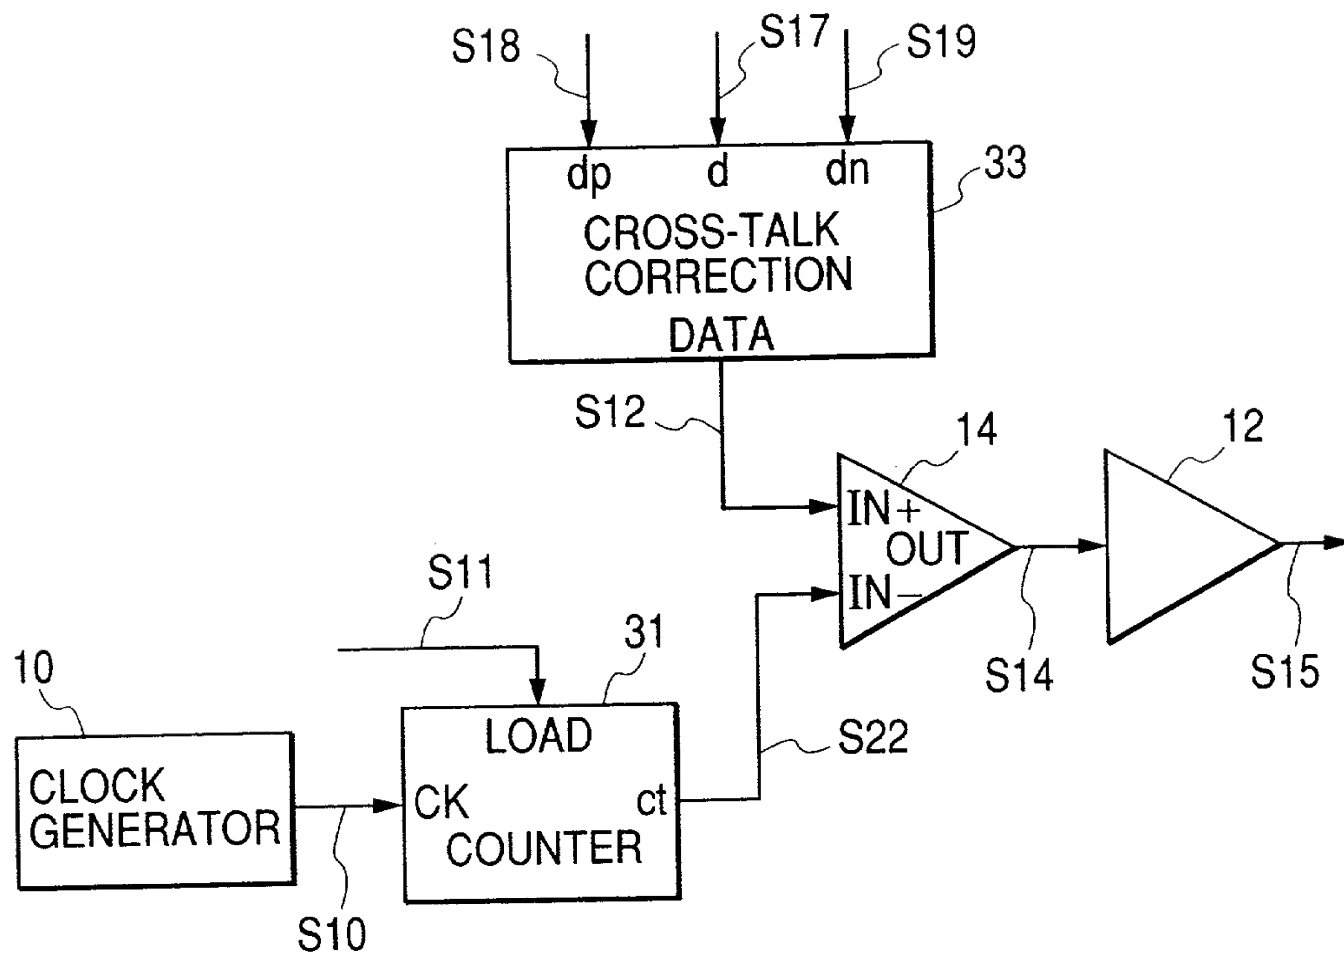 S18
S17
S19
dp
d
dn
33
CROSS-TALK
CORRECTION
DATA
S12
14
12
IN+
OUT
IN-
S11
31
S14
S15
10
LOAD
S22
CLOCK
GENERATOR
CK
ct
COUNTER
S10